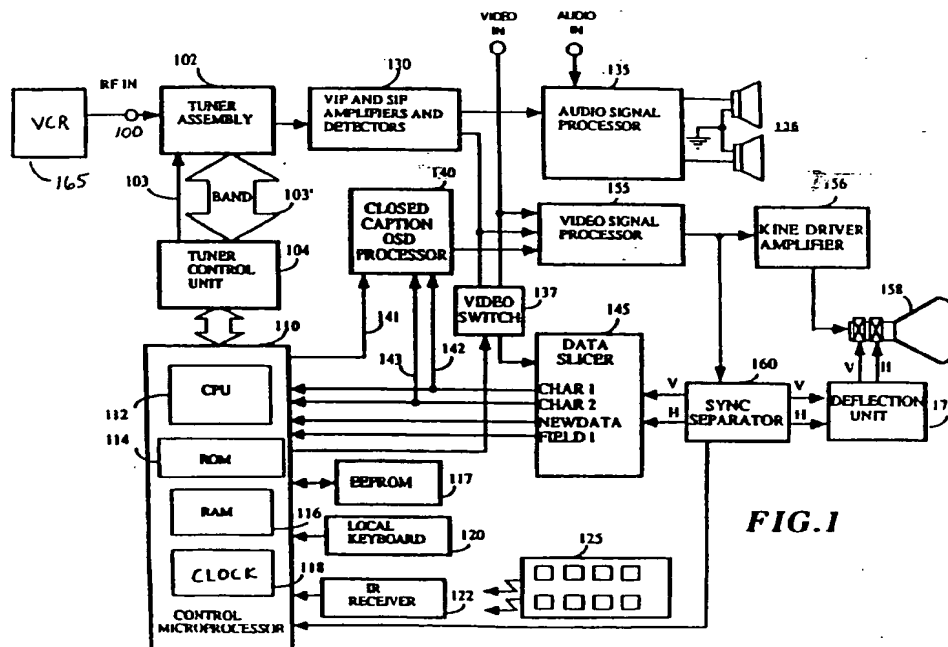 VIDEO IN
AUDIO IN
RF IN
VCR
165
100
102
TUNER ASSEMBLY
130
VIP AND SIP AMPLIFIERS AND DETECTORS
135
AUDIO SIGNAL PROCESSOR
136
103
BAND
103'
104
TUNER CONTROL UNIT
140
CLOSED CAPTION OSD PROCESSOR
155
VIDEO SIGNAL PROCESSOR
156
KINE DRIVER AMPLIFIER
158
VIDEO SWITCH
137
141
143
142
145
DATA SLICER
CHAR 1
CHAR 2
NEWDATA
FIELD 1
V
H
160
SYNC SEPARATOR
V
H
V
H
DEFLECTION UNIT
17
110
112
CPU
114
ROM
RAM
116
CLOCK
118
CONTROL MICROPROCESSOR
EEPROM
117
LOCAL KEYBOARD
120
IR RECEIVER
122
125
FIG.1